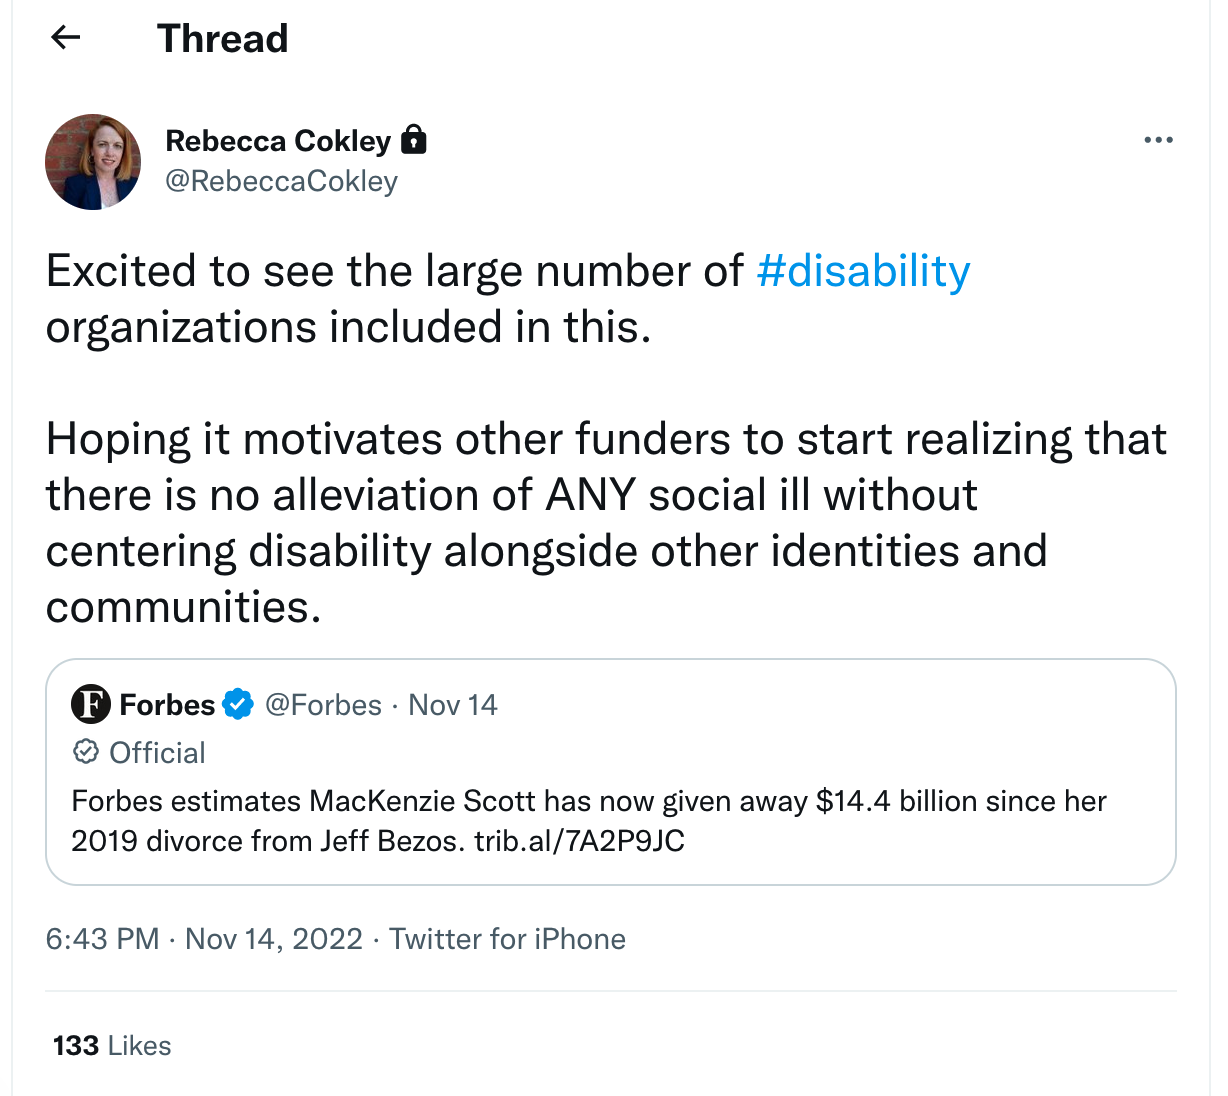 Thread
Rebecca Cokley
@RebeccaCokley
Excited to see the large number of #disability
organizations included in this.
Hoping it motivates other funders to start realizing that
there is no alleviation of ANY social ill without
centering disability alongside other identities and
communities.
F Forbes @Forbes · Nov 14
Official
Forbes estimates MacKenzie Scott has now given away $14.4 billion since her
2019 divorce from Jeff Bezos. trib.al/7A2P9JC
6:43 PM · Nov 14, 2022 · Twitter for iPhone
133 Likes